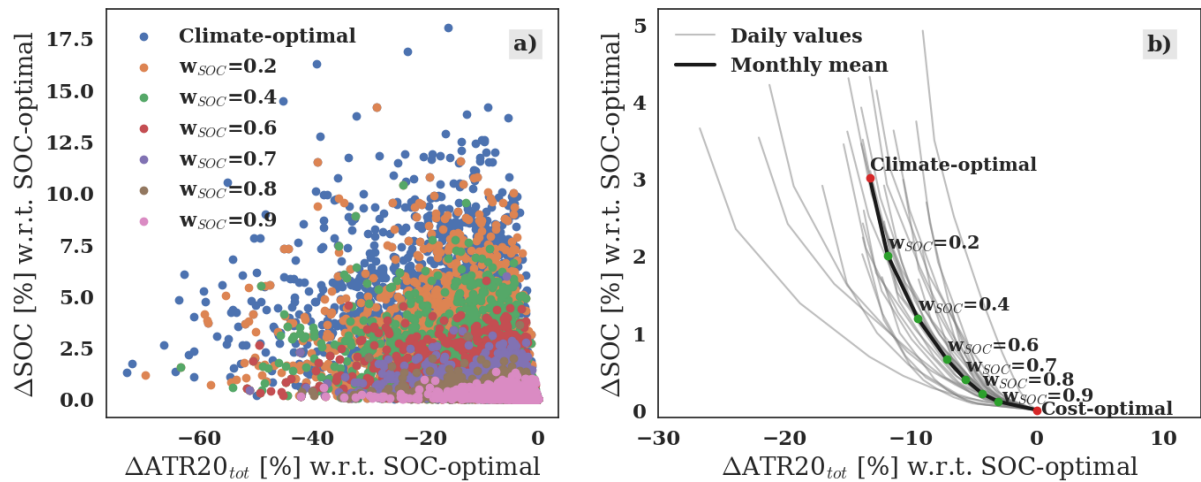 a)
Climate-optimal
w_SOC=0.2
w_SOC=0.4
w_SOC=0.6
w_SOC=0.7
w_SOC=0.8
w_SOC=0.9
17.5
15.0
12.5
10.0
7.5
5.0
2.5
0.0
ΔSOC [%] w.r.t. SOC-optimal
−60
−40
−20
0
ΔATR20_tot [%] w.r.t. SOC-optimal
b)
Daily values
Monthly mean
5
4
3
2
1
0
ΔSOC [%] w.r.t. SOC-optimal
Climate-optimal
w_SOC=0.2
w_SOC=0.4
w_SOC=0.6
w_SOC=0.7
w_SOC=0.8
w_SOC=0.9
Cost-optimal
−30
−20
−10
0
10
ΔATR20_tot [%] w.r.t. SOC-optimal